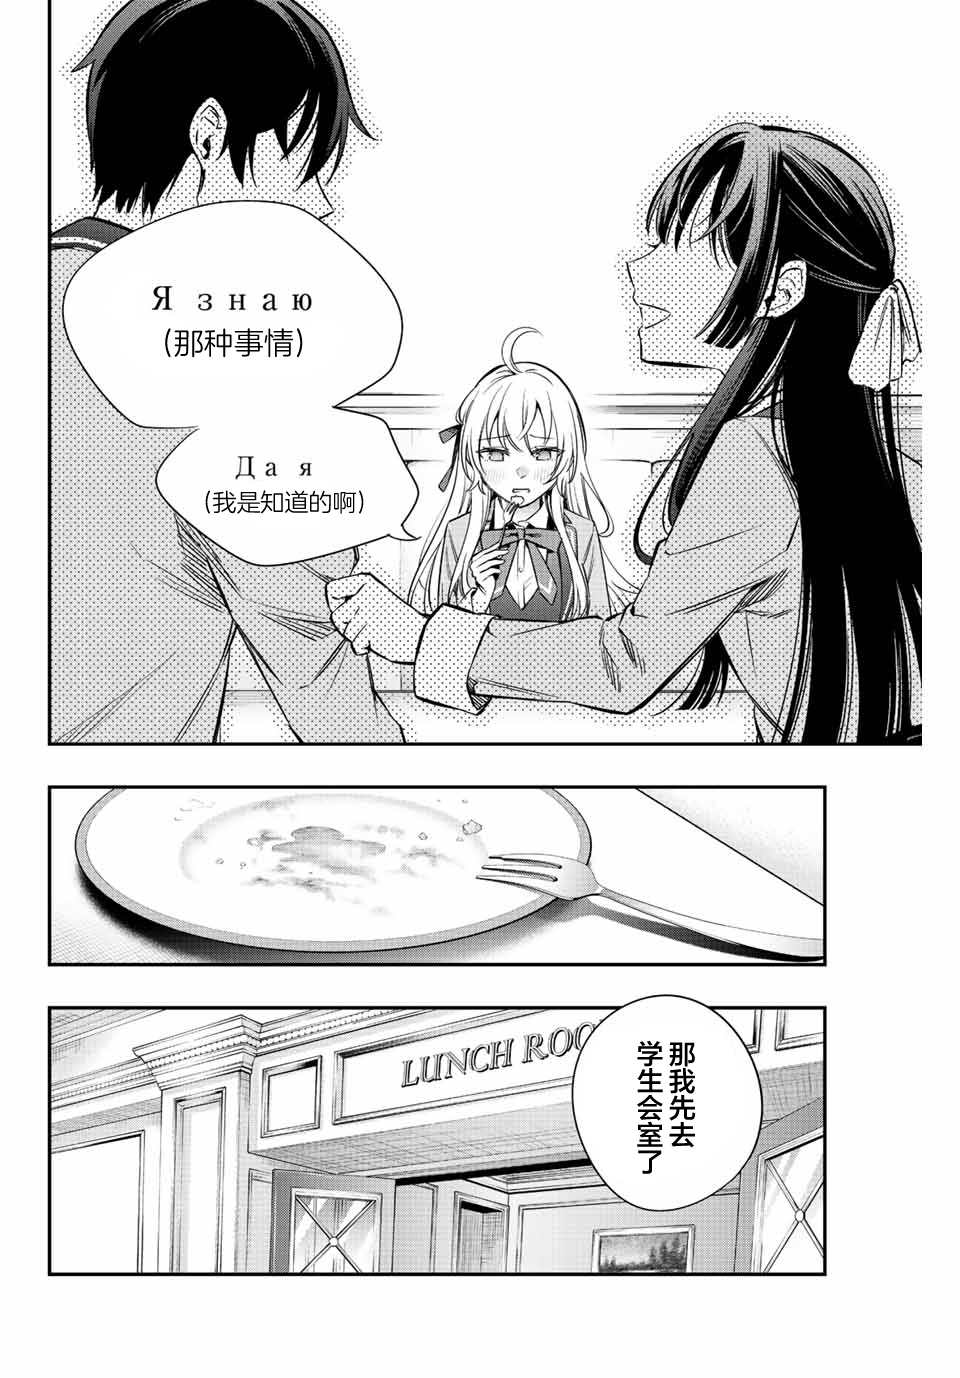 Я знаю
(那种事情)
Да я
(我是知道的啊)
那我先去
学生会室了
LUNCH ROO